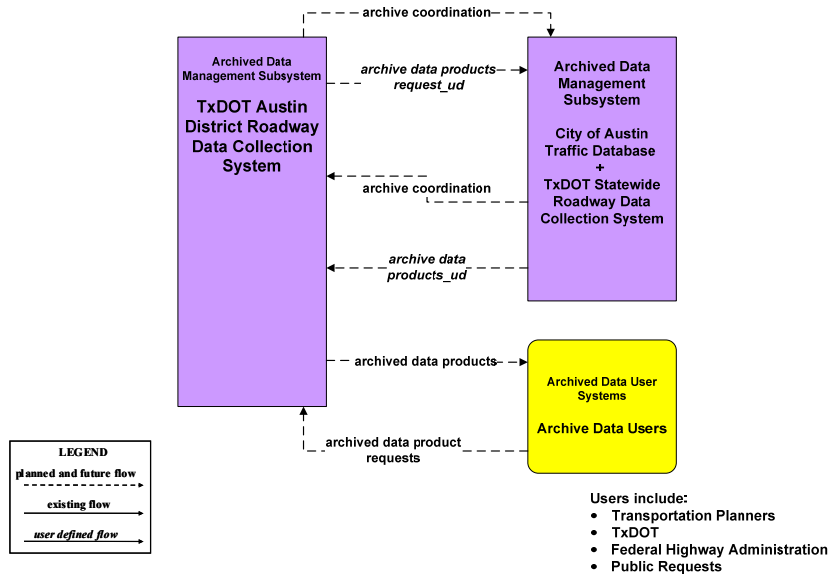 archive coordination
Archived Data
Management Subsystem
TxDOT Austin
District Roadway
Data Collection
System
archive data products
request_ud
Archived Data
Management
Subsystem
City of Austin
Traffic Database
+
TxDOT Statewide
Roadway Data
Collection System
archive coordination
archive data
products_ud
archived data products
Archived Data User
Systems
Archive Data Users
archived data product
requests
LEGEND
planned and future flow
existing flow
user defined flow
Users include:
• Transportation Planners
• TxDOT
• Federal Highway Administration
• Public Requests